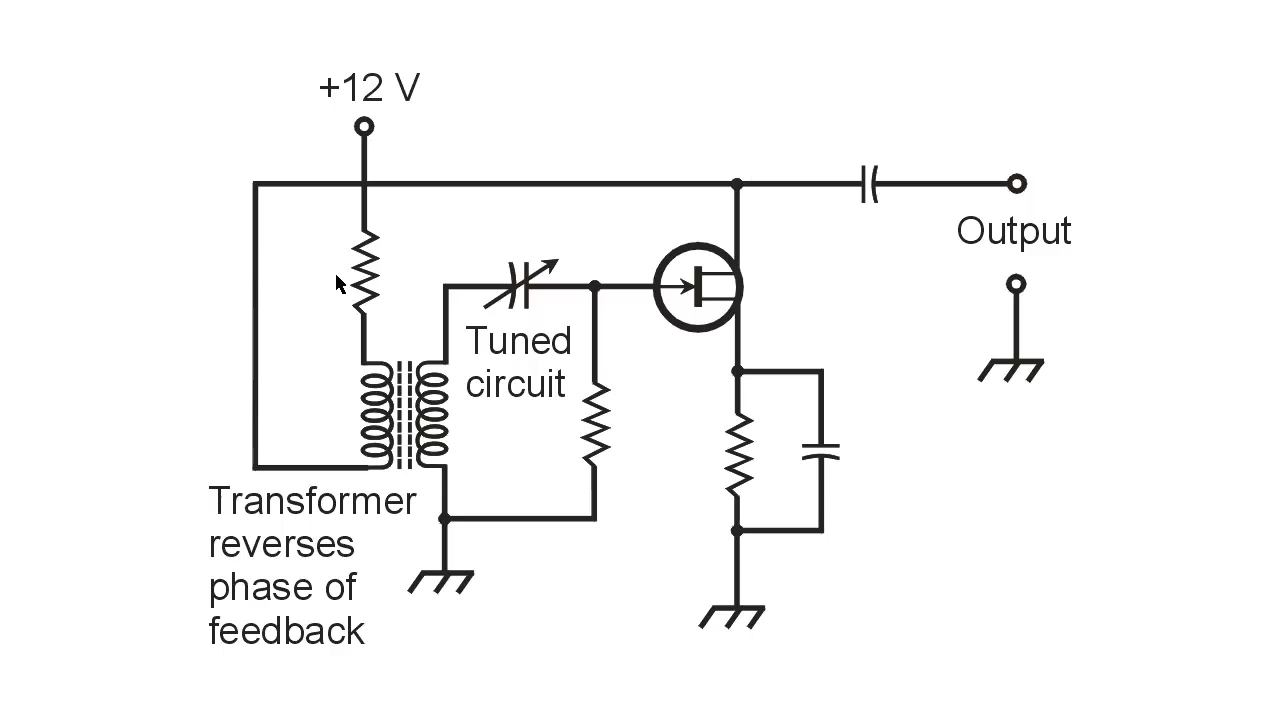 +12 V
Output
Tuned
circuit
Transformer
reverses
phase of
feedback